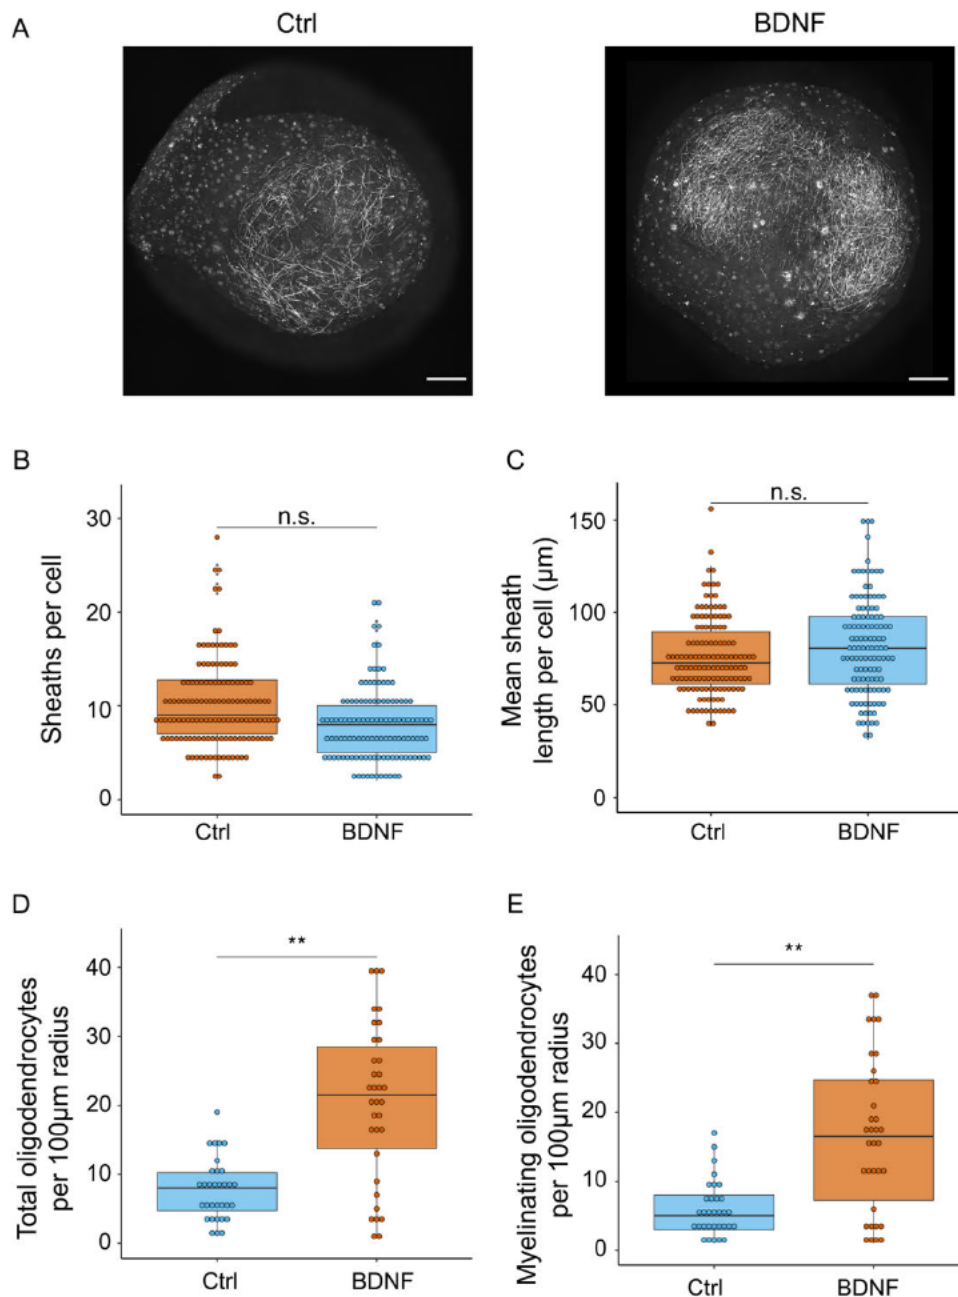 A
Ctrl
BDNF
B
Sheaths per cell
30
20
10
0
n.s.
Ctrl
BDNF
C
Mean sheath
length per cell (µm)
150
100
50
0
n.s.
Ctrl
BDNF
D
Total oligodendrocytes
per 100µm radius
40
30
20
10
0
**
Ctrl
BDNF
E
Myelinating oligodendrocytes
per 100µm radius
40
30
20
10
0
**
Ctrl
BDNF